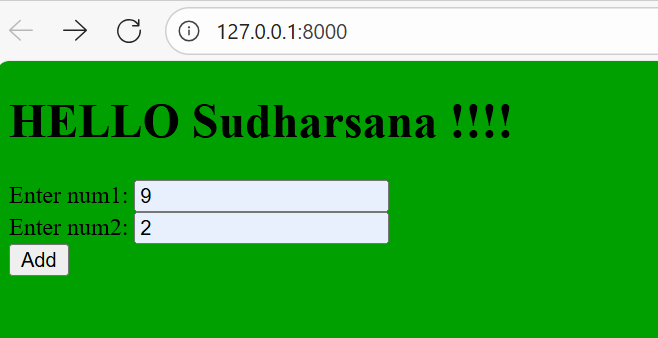 127.0.0.1:8000
HELLO Sudharsana !!!!
Enter num1: 9
Enter num2: 2
Add